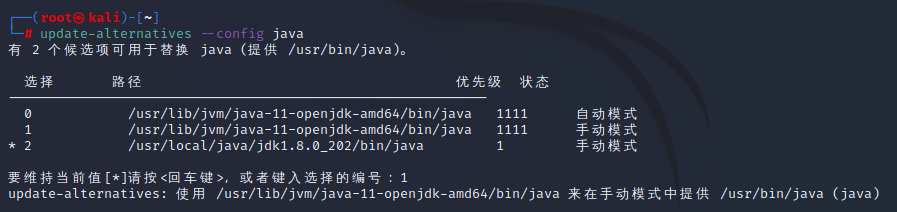 ┌──(root㉿kali)-[~]
└─# update-alternatives --config java
有 2 个候选项可用于替换 java (提供 /usr/bin/java)。
选择 路径 优先级 状态
------------------------------------------------------------
0 /usr/lib/jvm/java-11-openjdk-amd64/bin/java 1111 自动模式
1 /usr/lib/jvm/java-11-openjdk-amd64/bin/java 1111 手动模式
* 2 /usr/local/java/jdk1.8.0_202/bin/java 1 手动模式
要维持当前值[*]请按<回车键>, 或者键入选择的编号:1
update-alternatives: 使用 /usr/lib/jvm/java-11-openjdk-amd64/bin/java 来在手动模式中提供 /usr/bin/java (java)